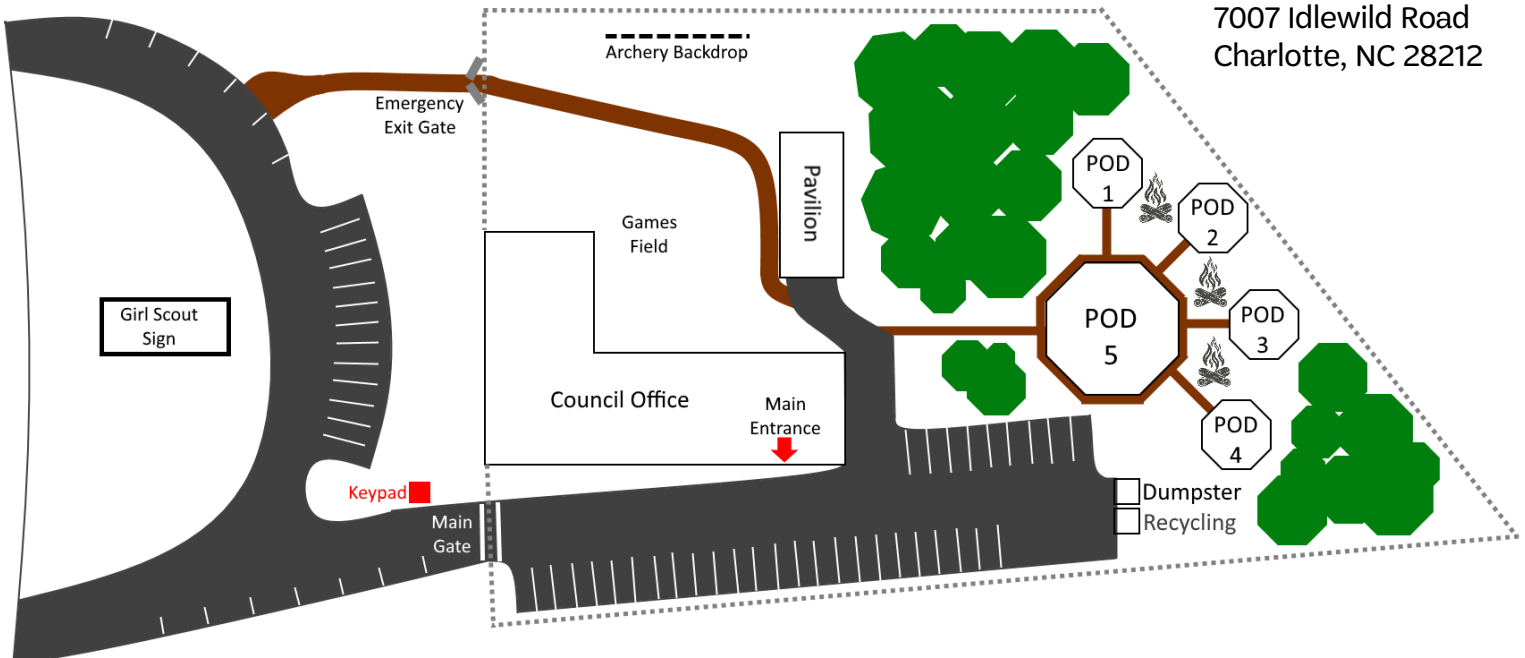 7007 Idlewild Road
Charlotte, NC 28212
Archery Backdrop
Emergency
Exit Gate
Pavilion
POD
1
POD
2
Games
Field
POD
3
POD
5
Girl Scout
Sign
Council Office
Main
Entrance
POD
4
Keypad
Dumpster
Main
Gate
Recycling